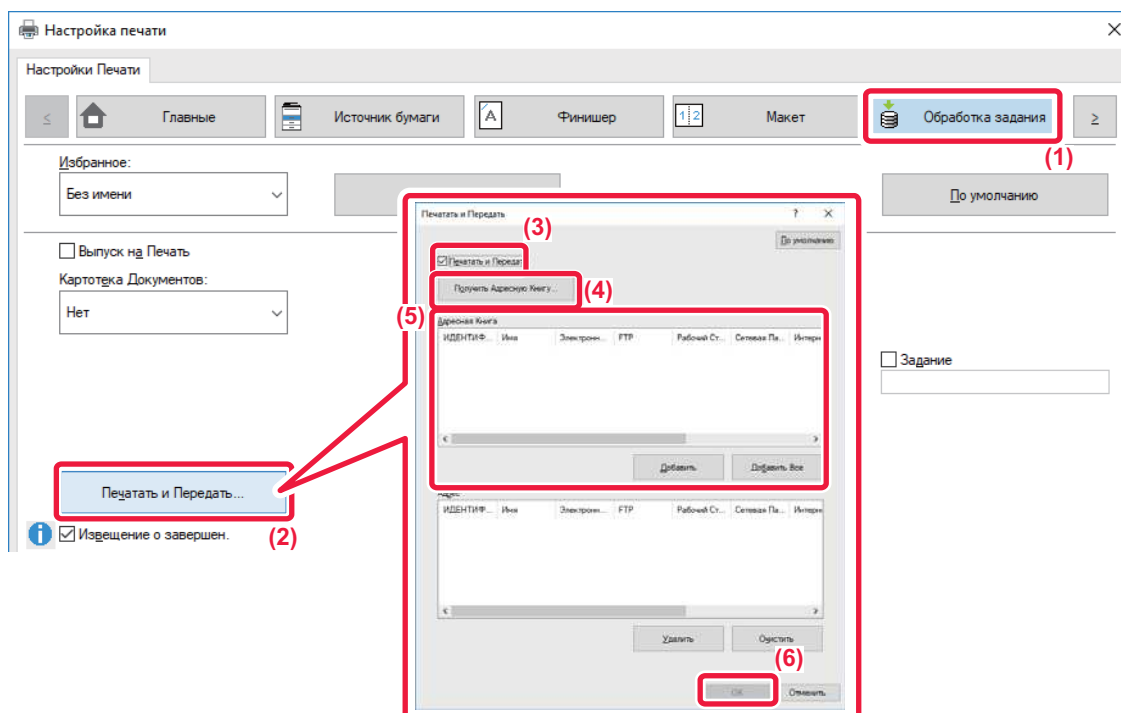 Настройка печати
Настройки Печати
≤ Главные Источник бумаги A Финишер 1 2 Макет Обработка задания ≥
(1)
Избранное:
Без имени
По умолчанию
Выпуск на Печать
Картотека Документов:
Нет
Задание
Печатать и Передать...
(2)
Извещение о завершен.
Печатать и Передать ?
(3)
По умолчанию
Печатать и Передат
Получить Адресную Книгу...
(4)
(5)
Адресная Книга
ИДЕНТИФ... Имя Электронн... FTP Рабочий Ст... Сетевая Па... Интерн
Добавить Добавить Все
Адрес
ИДЕНТИФ... Имя Электронн... FTP Рабочий Ст... Сетевая Па... Интерн
Удалить Очистить
(6)
OK Отменить